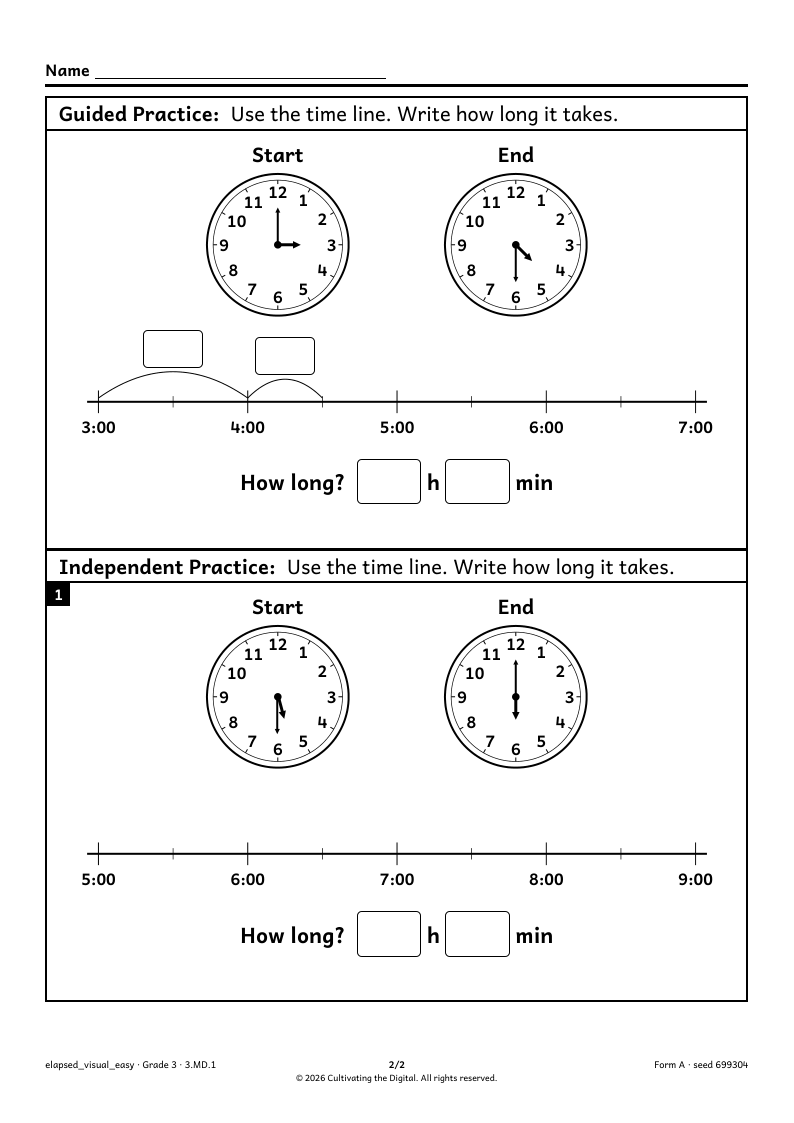 Name
Guided Practice: Use the time line. Write how long it takes.
Start End
12 1 2 3 4 5 6 7 8 9 10 11
12 1 2 3 4 5 6 7 8 9 10 11
3:00 4:00 5:00 6:00 7:00
How long? h min
Independent Practice: Use the time line. Write how long it takes.
1
Start End
12 1 2 3 4 5 6 7 8 9 10 11
12 1 2 3 4 5 6 7 8 9 10 11
5:00 6:00 7:00 8:00 9:00
How long? h min
elapsed_visual_easy · Grade 3 · 3.MD.1 2/2 Form A · seed 699304
© 2026 Cultivating the Digital. All rights reserved.